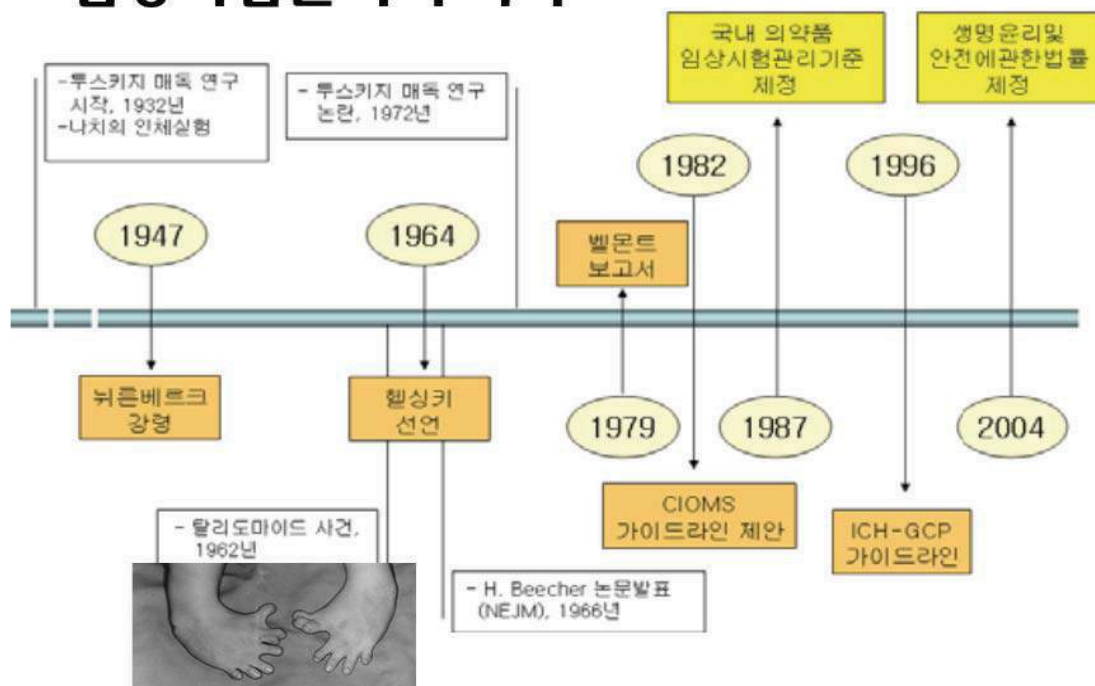 국내 의약품
임상시험관리기준
제정
생명윤리및
안전에관한법률
제정
-투스키지 매독 연구
시작, 1932년
-나치의 인체실험
- 투스키지 매독 연구
논란, 1972년
1982
1996
1947
1964
벨몬트
보고서
뉘른베르크
강령
헬싱키
선언
1979
1987
2004
CIOMS
가이드라인 제안
ICH-GCP
가이드라인
- 탈리도마이드 사건,
1962년
- H. Beecher 논문발표
(NEJM), 1966년